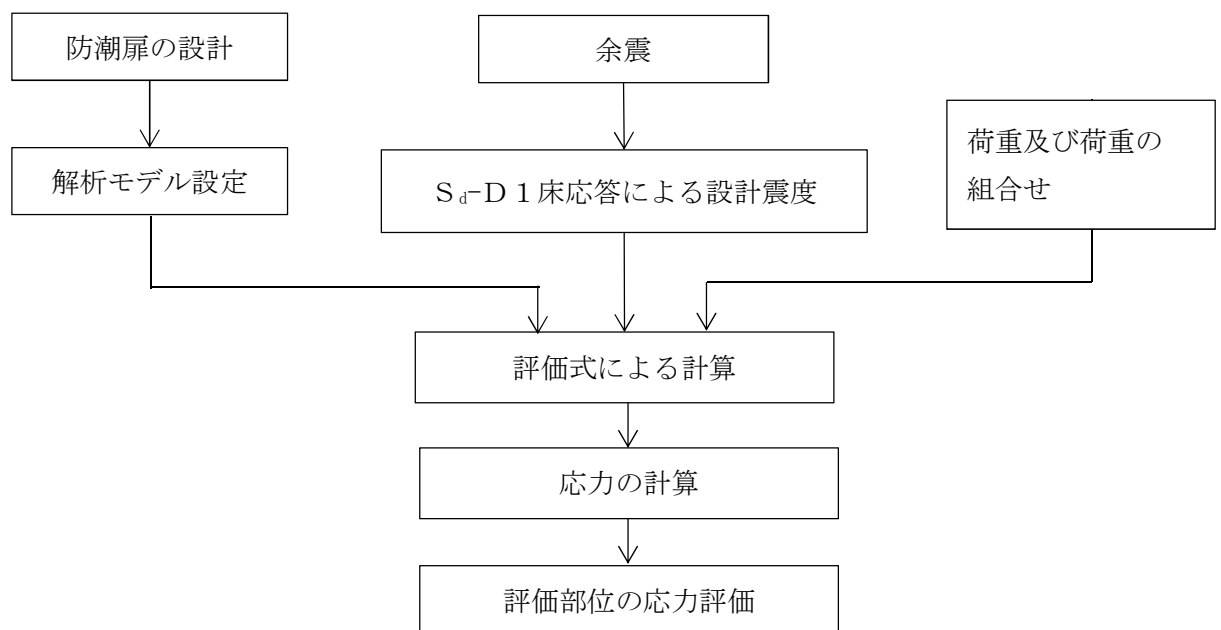 防潮扉の設計
余震
荷重及び荷重の
組合せ
解析モデル設定
Ｓd-Ｄ１床応答による設計震度
評価式による計算
応力の計算
評価部位の応力評価